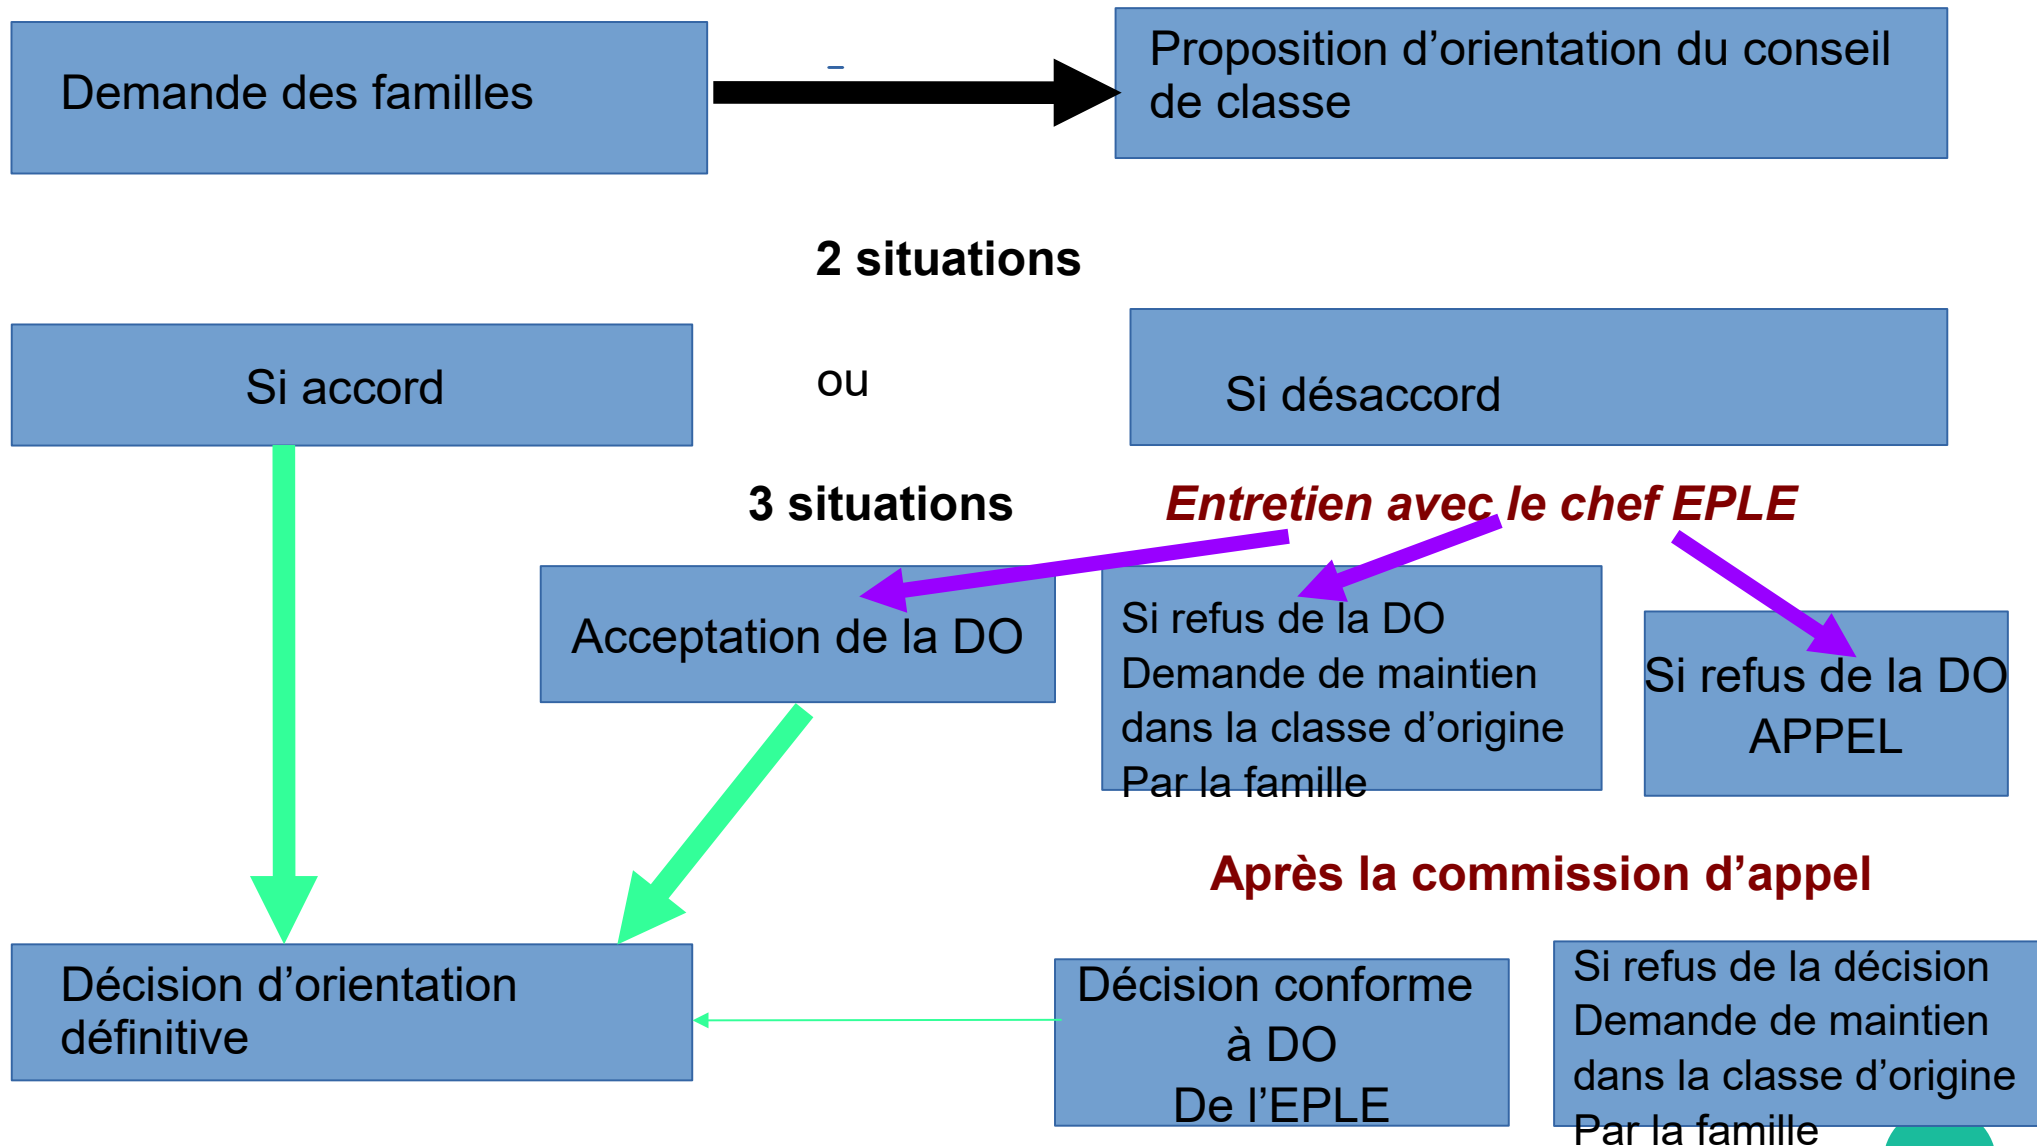 Demande des familles
–
Proposition d’orientation du conseil
de classe
2 situations
Si accord
ou
Si désaccord
3 situations
Entretien avec le chef EPLE
Acceptation de la DO
Si refus de la DO
Demande de maintien
dans la classe d’origine
Par la famille
Si refus de la DO
APPEL
Après la commission d’appel
Décision d’orientation
définitive
Décision conforme
à DO
De l’EPLE
Si refus de la décision
Demande de maintien
dans la classe d’origine
Par la famille